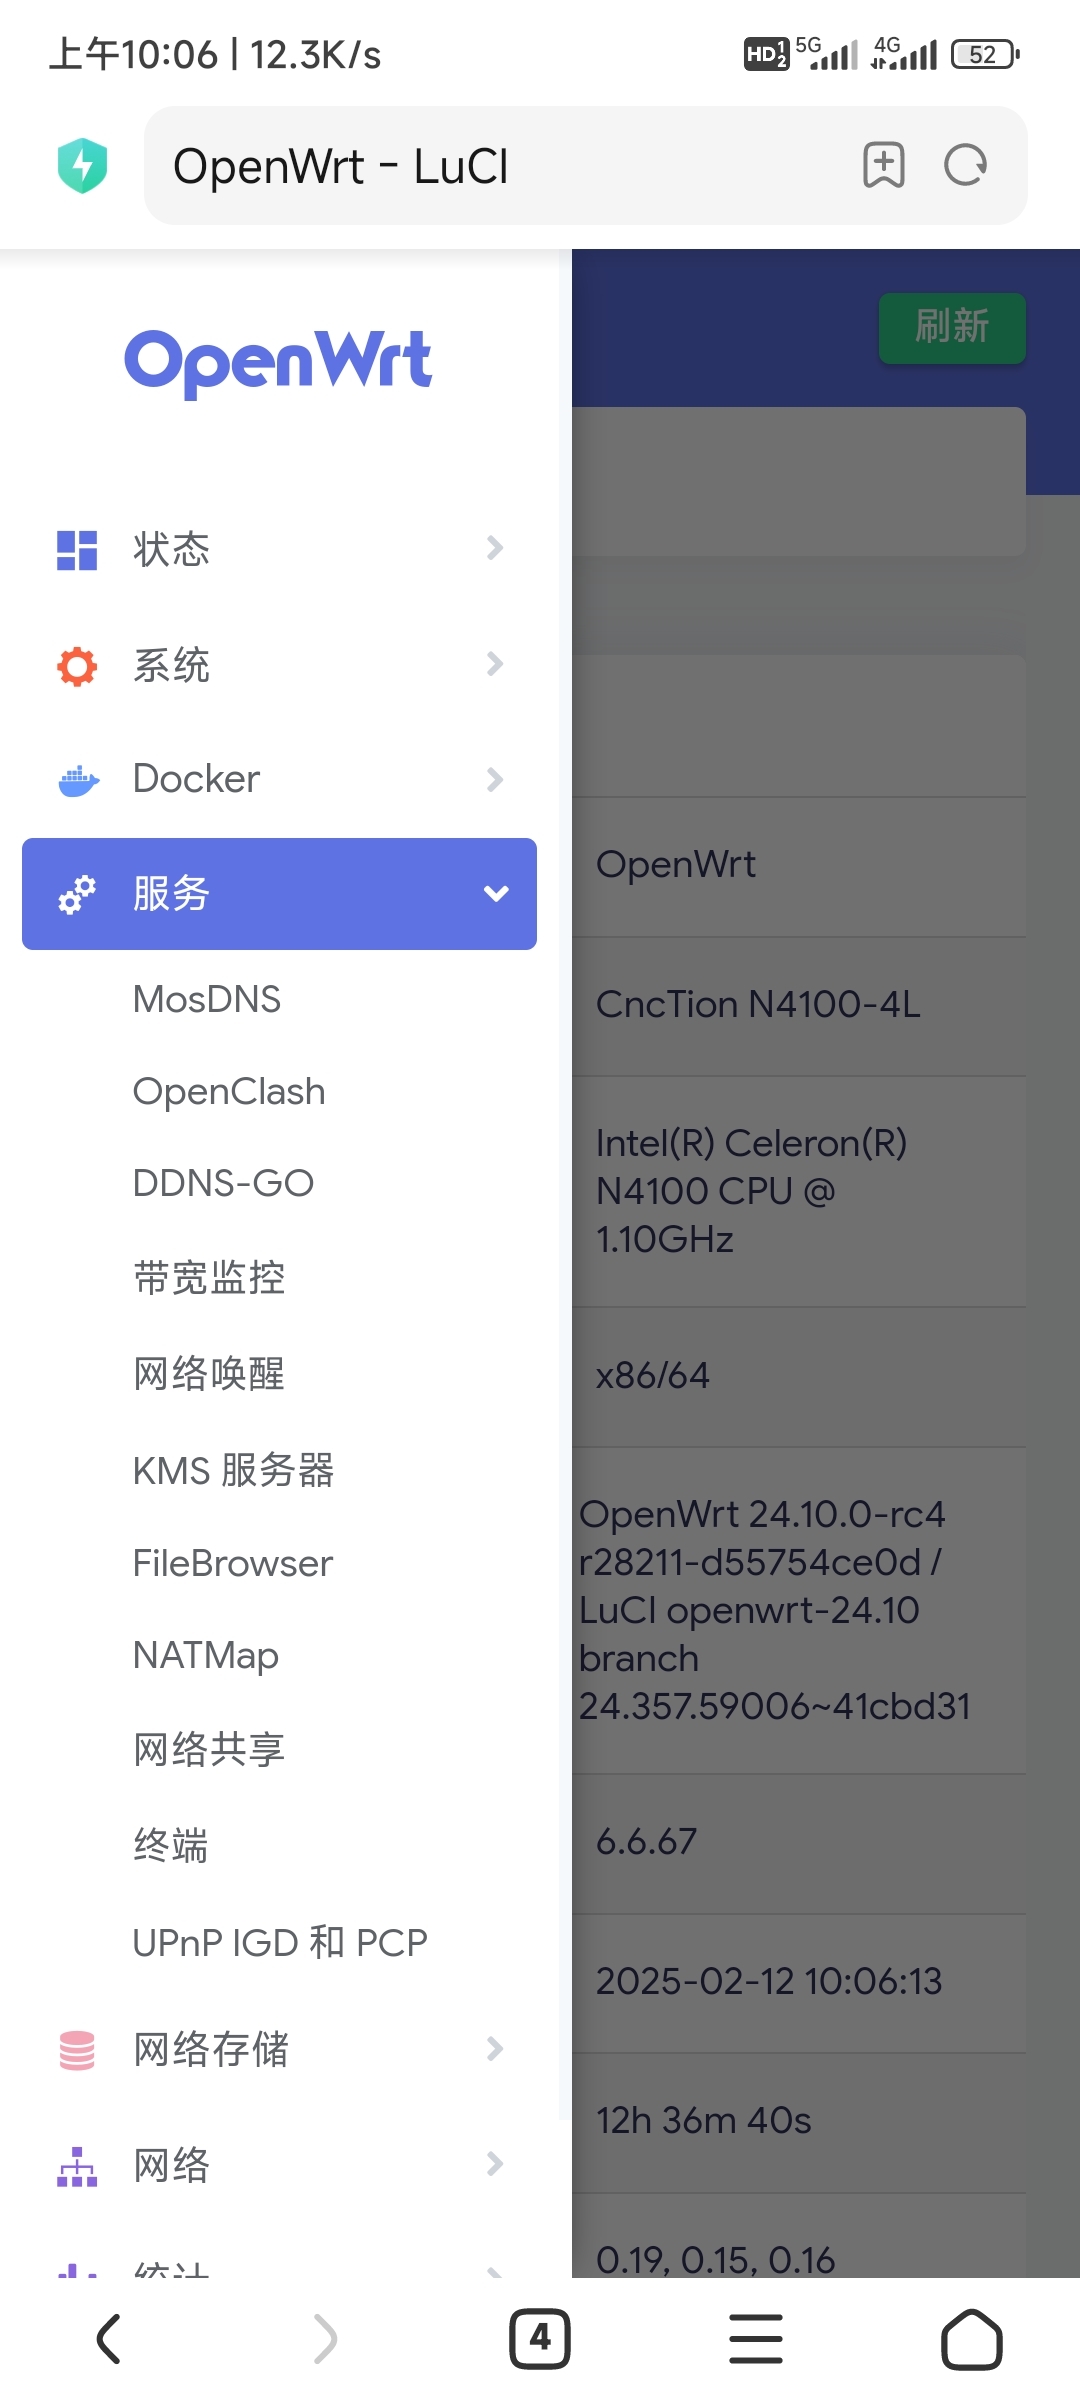 上午10:06 | 12.3K/s
HD 1 2 5G 4G 52
OpenWrt - LuCI
OpenWrt
刷新
状态
系统
Docker
服务
MosDNS
OpenClash
DDNS-GO
带宽监控
网络唤醒
KMS 服务器
FileBrowser
NATMap
网络共享
终端
UPnP IGD 和 PCP
网络存储
网络
统计
OpenWrt
CncTion N4100-4L
Intel(R) Celeron(R)
N4100 CPU @
1.10GHz
x86/64
OpenWrt 24.10.0-rc4
r28211-d55754ce0d /
LuCI openwrt-24.10
branch
24.357.59006~41cbd31
6.6.67
2025-02-12 10:06:13
12h 36m 40s
0.19, 0.15, 0.16
4